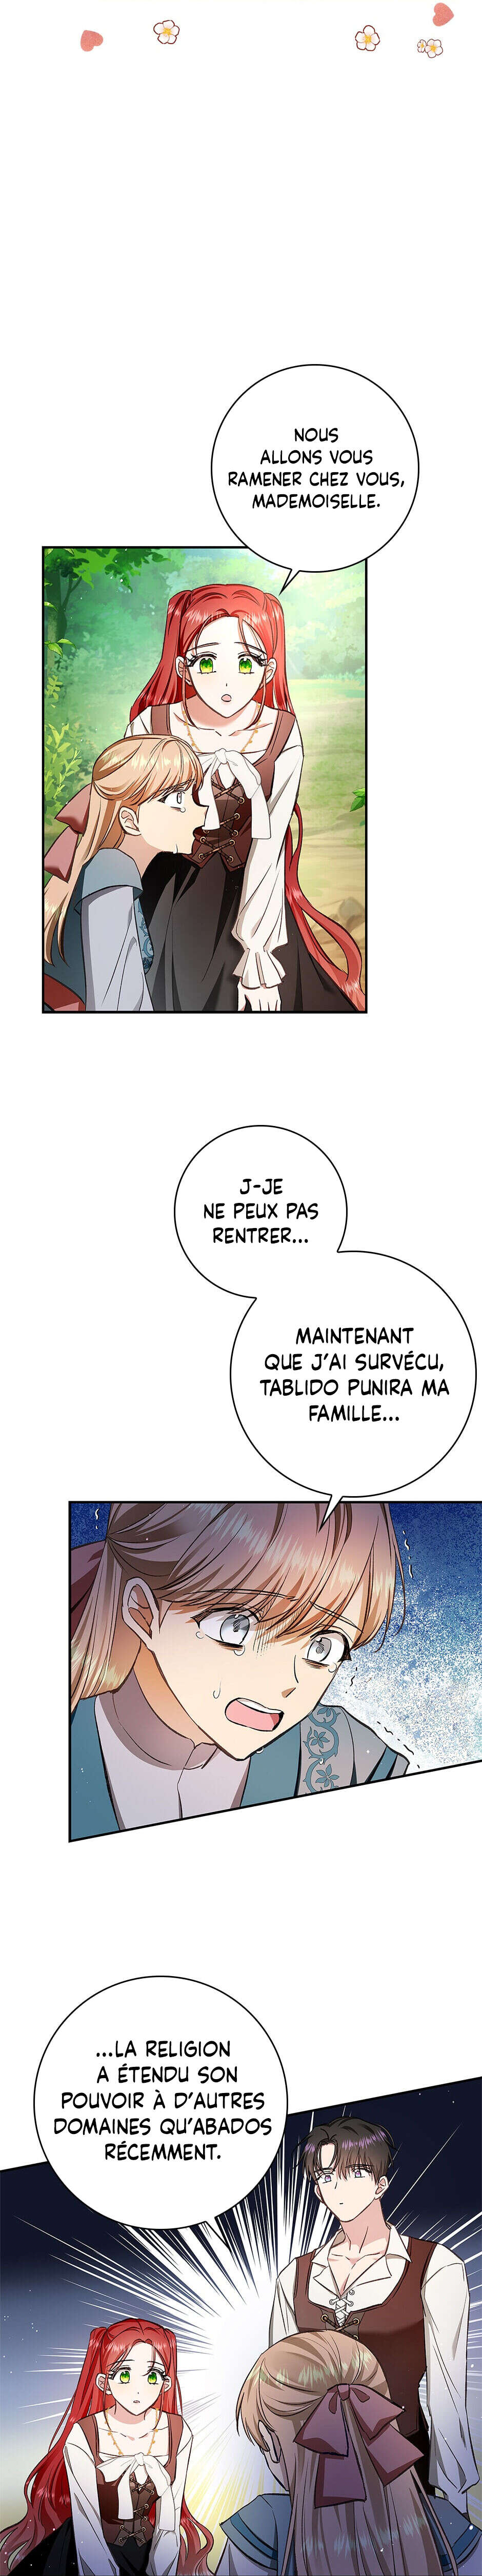 NOUS
ALLONS VOUS
RAMENER CHEZ VOUS,
MADEMOISELLE.
J-JE
NE PEUX PAS
RENTRER...
MAINTENANT
QUE J'AI SURVÉCU,
TABLIDO PUNIRA MA
FAMILLE...
...LA RELIGION
A ÉTENDU SON
POUVOIR À D'AUTRES
DOMAINES QU'ABADOS
RÉCEMMENT.